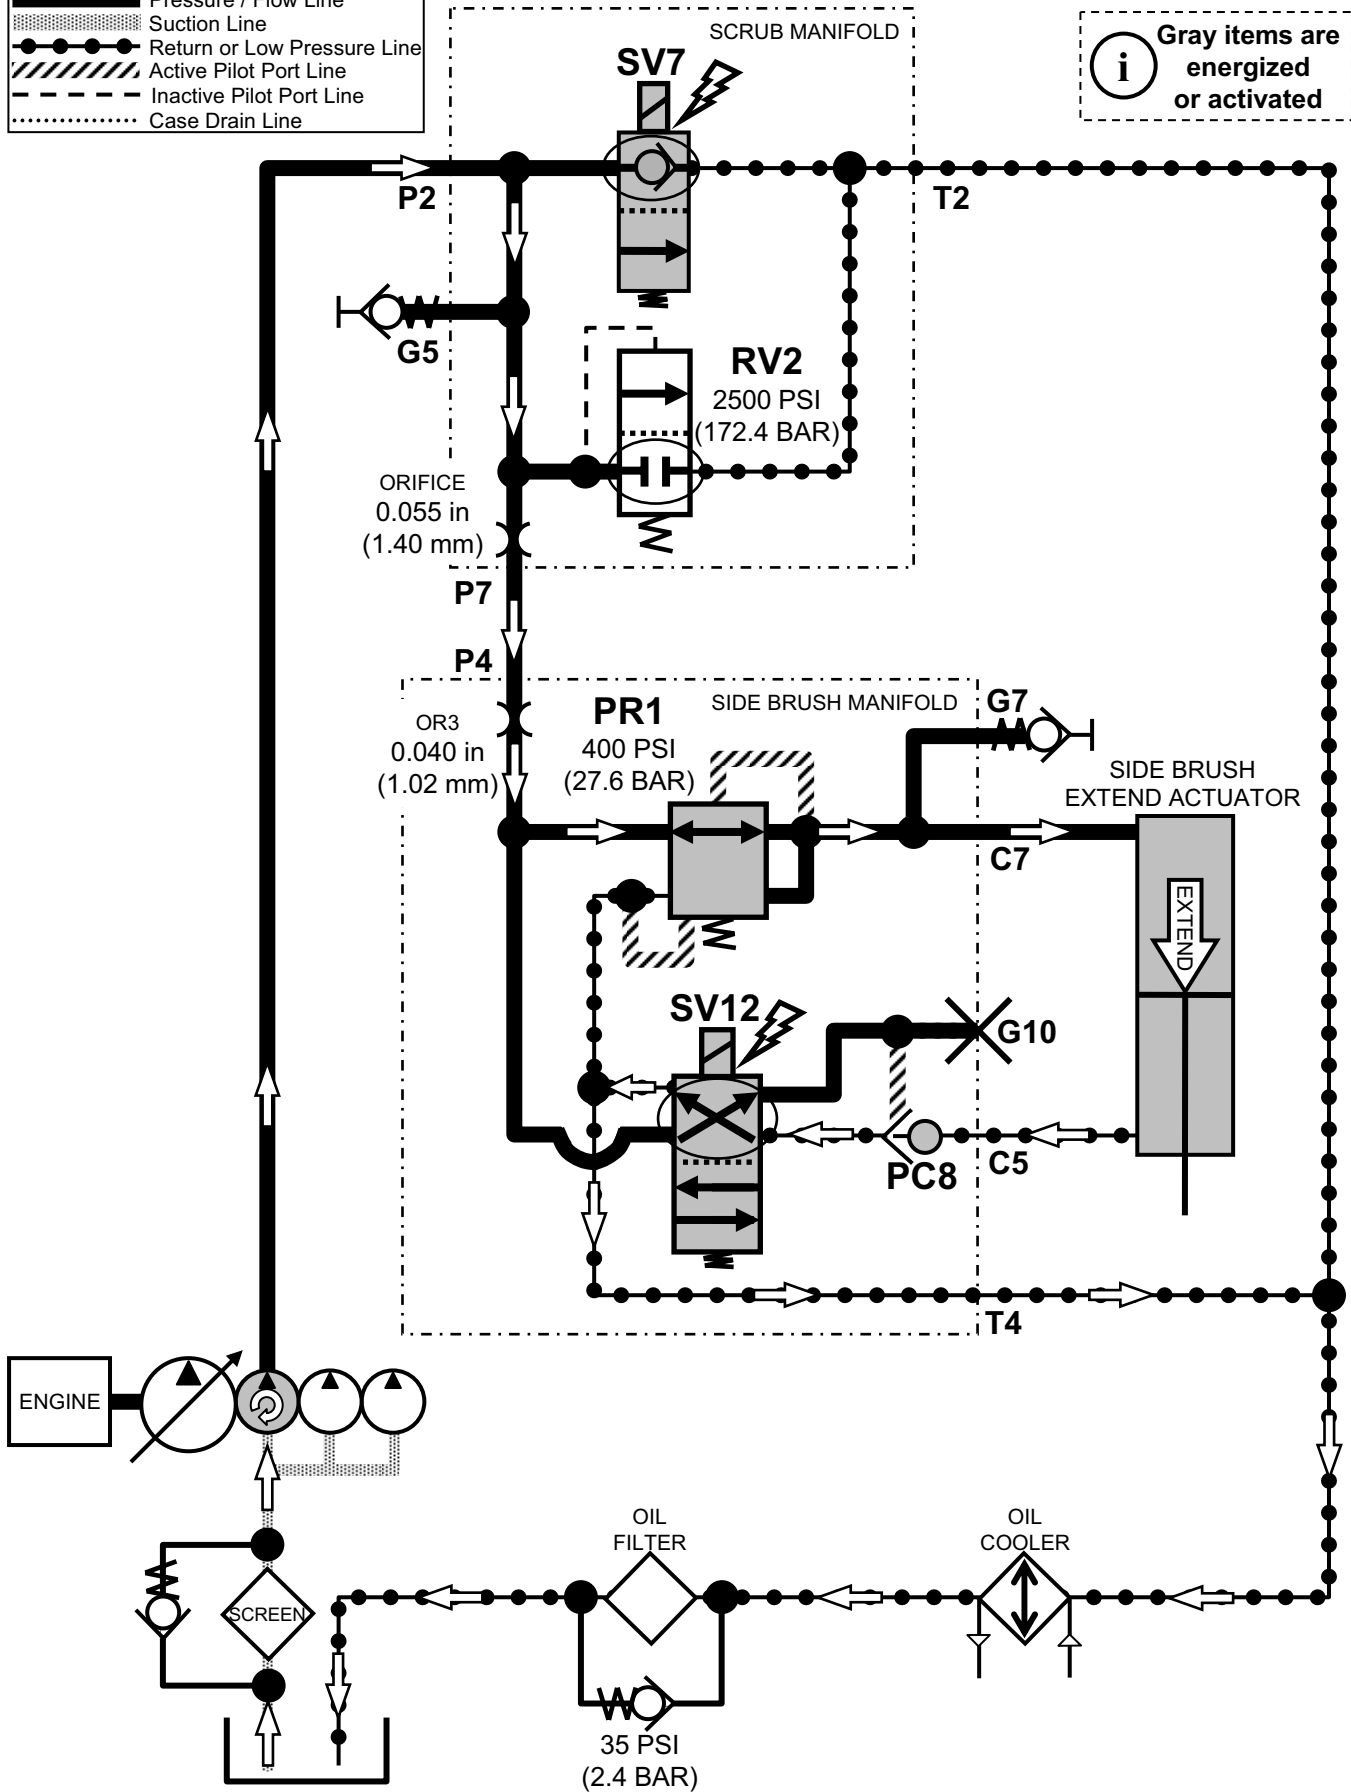 Pressure / Flow Line
Suction Line
Return or Low Pressure Line
Active Pilot Port Line
Inactive Pilot Port Line
Case Drain Line
SCRUB MANIFOLD
i
Gray items are
energized
or activated
SV7
P2
T2
G5
RV2
2500 PSI
(172.4 BAR)
ORIFICE
0.055 in
(1.40 mm)
P7
P4
SIDE BRUSH MANIFOLD
OR3
0.040 in
(1.02 mm)
PR1
400 PSI
(27.6 BAR)
G7
SIDE BRUSH
EXTEND ACTUATOR
C7
EXTEND
SV12
G10
PC8
C5
T4
ENGINE
SCREEN
OIL
FILTER
OIL
COOLER
35 PSI
(2.4 BAR)